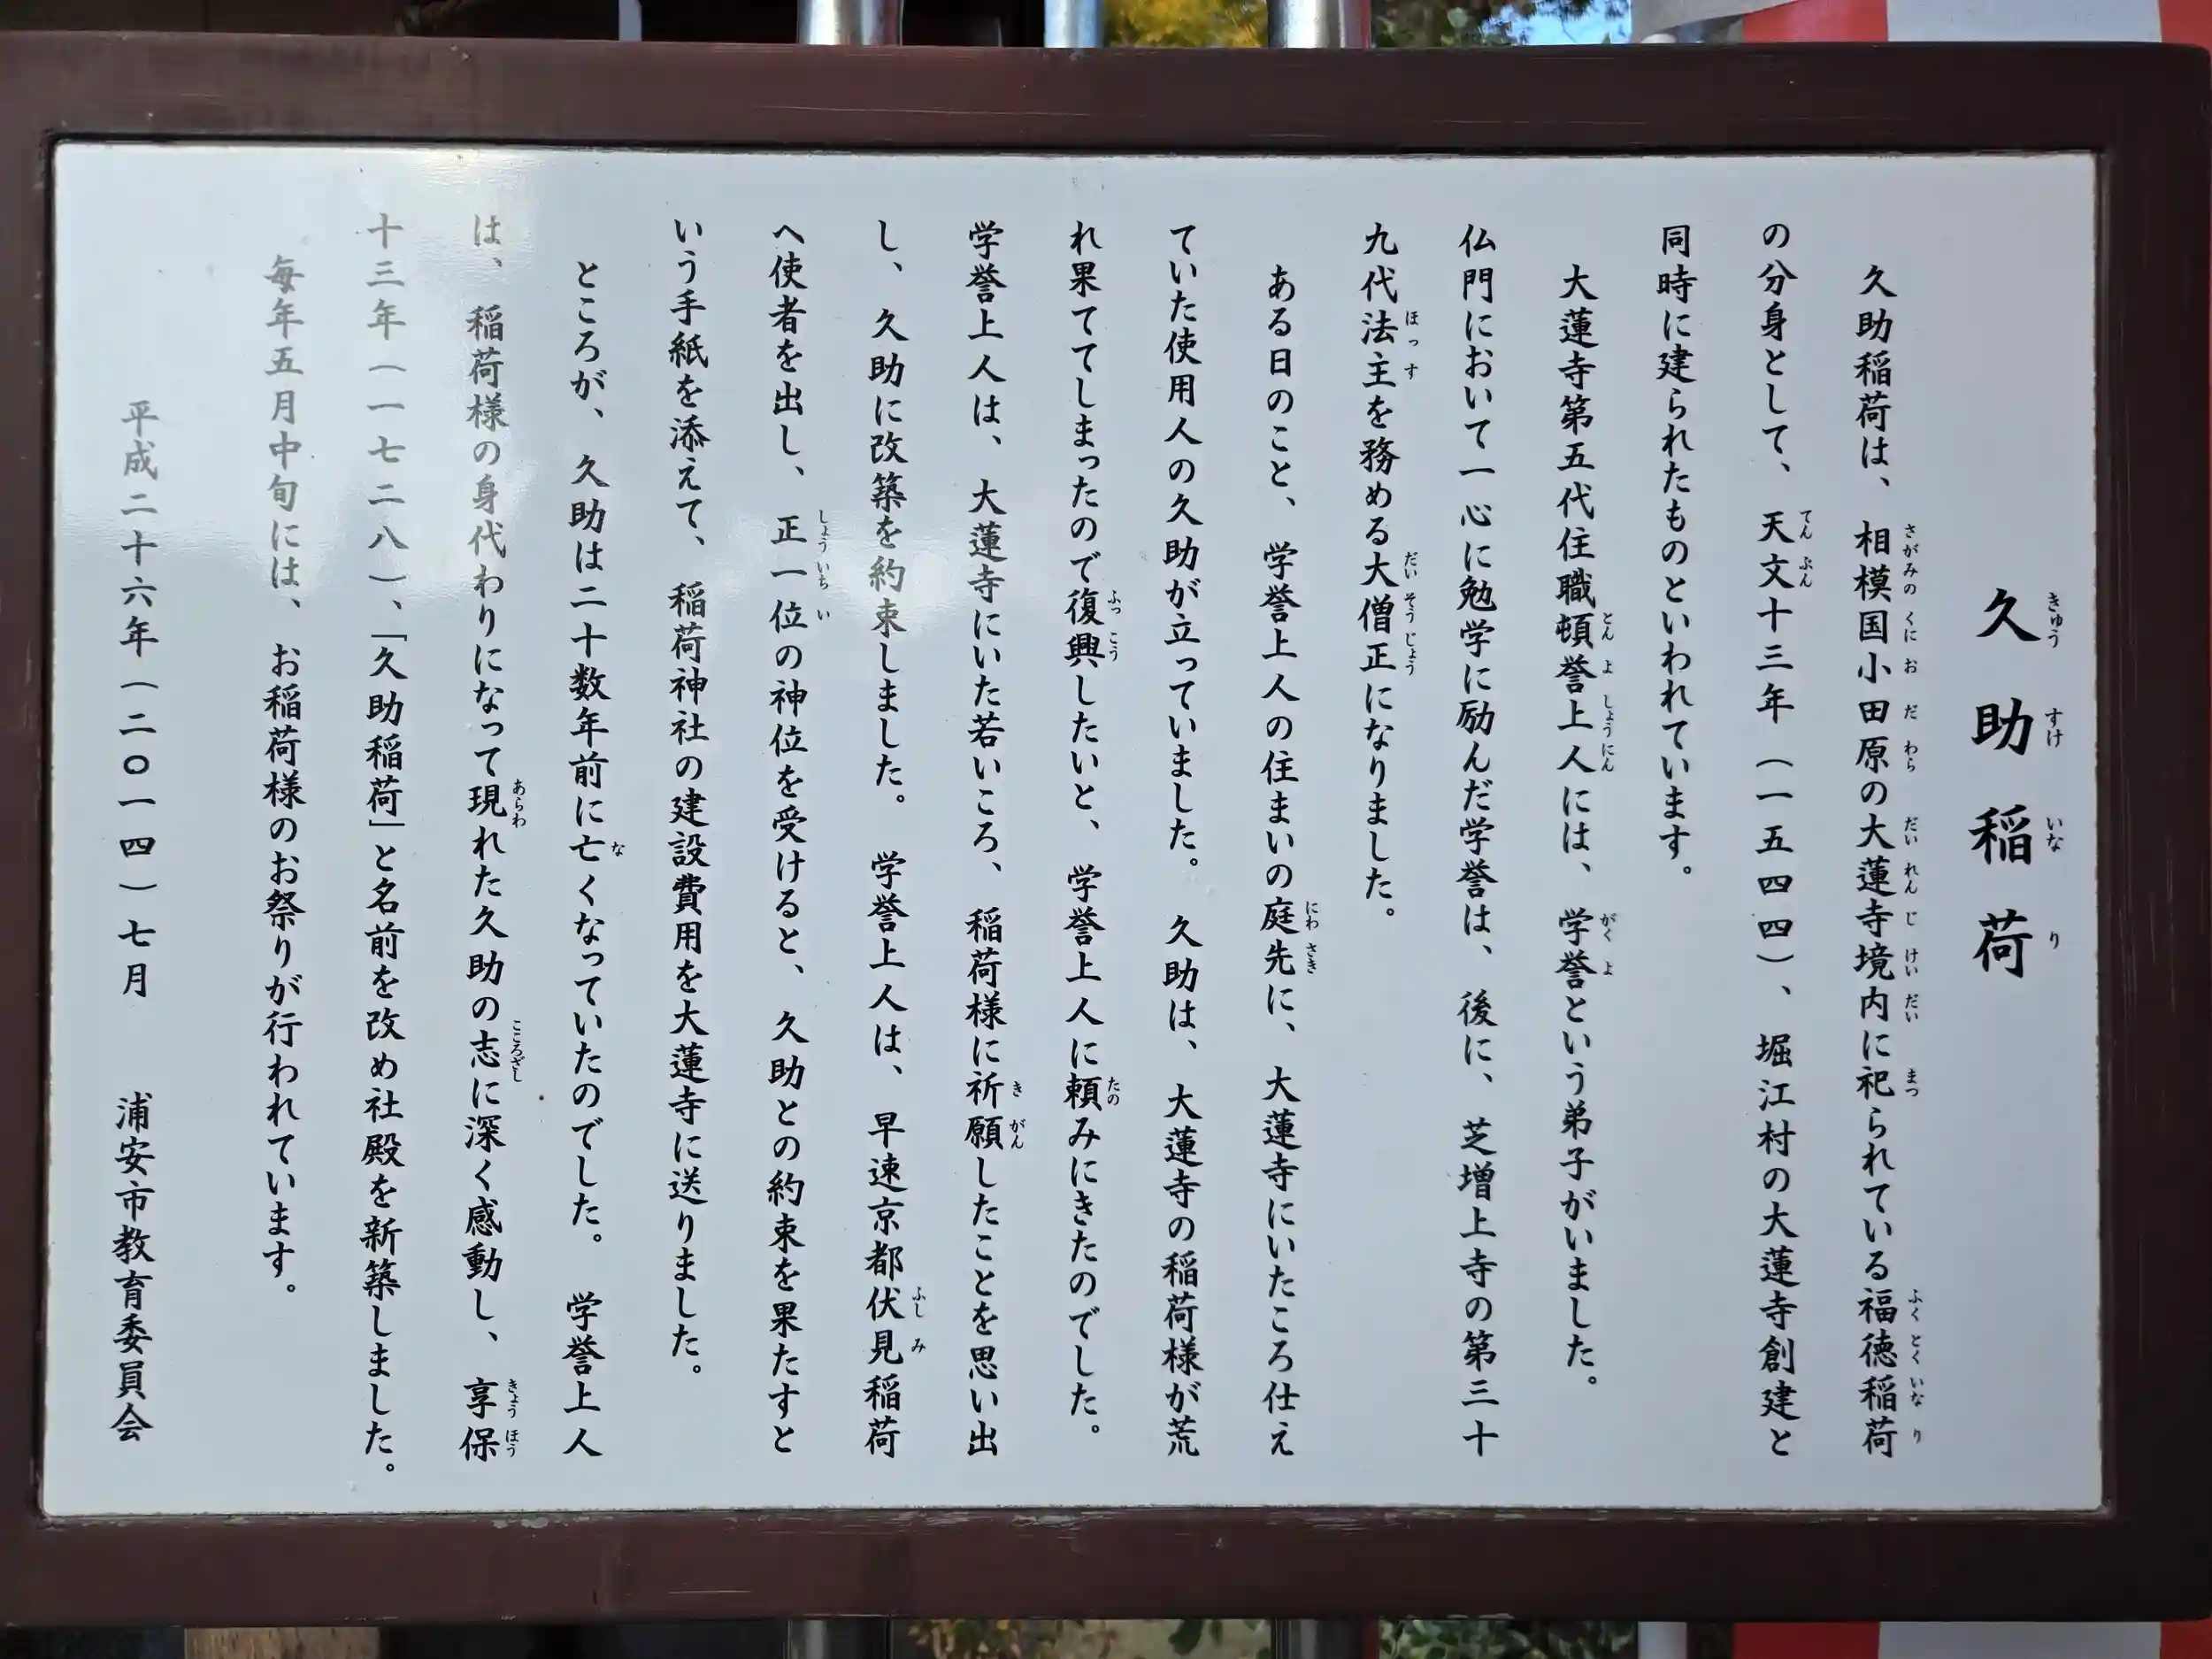 久助稲荷
久助稲荷は、相模国小田原の大蓮寺境内に祀られている福徳稲荷
の分身として、天文十三年（一五四四）、堀江村の大蓮寺創建と
同時に建られたものといわれています。
大蓮寺第五代住職頓誉上人には、学誉という弟子がいました。
仏門において一心に勉学に励んだ学誉は、後に、芝増上寺の第三十
九代法主を務める大僧正になりました。
ある日のこと、学誉上人の住まいの庭先に、大蓮寺にいたころ仕え
ていた使用人の久助が立っていました。久助は、大蓮寺の稲荷様が荒
れ果ててしまったので復興したいと、学誉上人に頼みにきたのでした。
学誉上人は、大蓮寺にいた若いころ、稲荷様に祈願したことを思い出
し、久助に改築を約束しました。学誉上人は、早速京都伏見稲荷
へ使者を出し、正一位の神位を受けると、久助との約束を果たすと
いう手紙を添えて、稲荷神社の建設費用を大蓮寺に送りました。
ところが、久助は二十数年前に亡くなっていたのでした。学誉上人
は、稲荷様の身代わりになって現れた久助の志に深く感動し、享保
十三年（一七二八）、「久助稲荷」と名前を改め社殿を新築しました。
毎年五月中旬には、お稲荷様のお祭りが行われています。
平成二十六年（二〇一四）七月　浦安市教育委員会